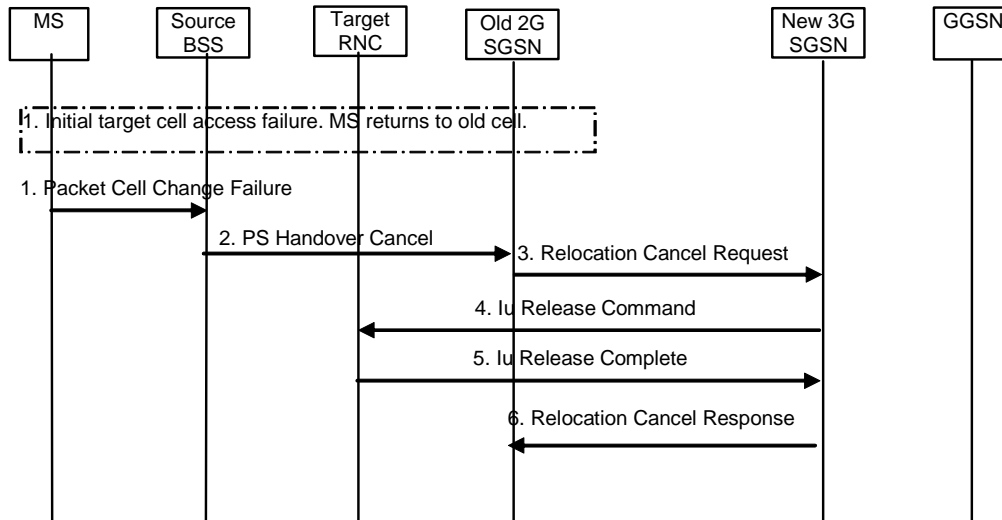 MS
Source
BSS
Target
RNC
Old 2G
SGSN
New 3G
SGSN
GGSN
1. Initial target cell access failure. MS returns to old cell.
1. Packet Cell Change Failure
2. PS Handover Cancel
3. Relocation Cancel Request
4. Iu Release Command
5. Iu Release Complete
6. Relocation Cancel Response